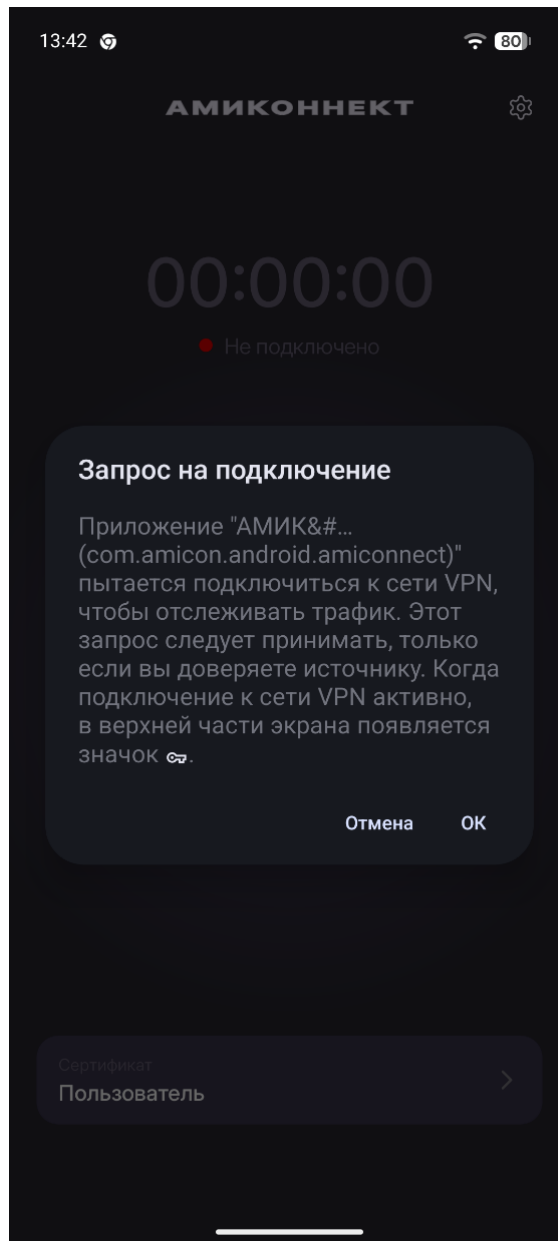 13:42
80
АМИКОННЕКТ
00:00:00
Не подключено
Запрос на подключение
Приложение "АМИК&#...
(com.amicon.android.amiconnect)"
пытается подключиться к сети VPN,
чтобы отслеживать трафик. Этот
запрос следует принимать, только
если вы доверяете источнику. Когда
подключение к сети VPN активно,
в верхней части экрана появляется
значок .
Отмена
ОК
Сертификат
Пользователь